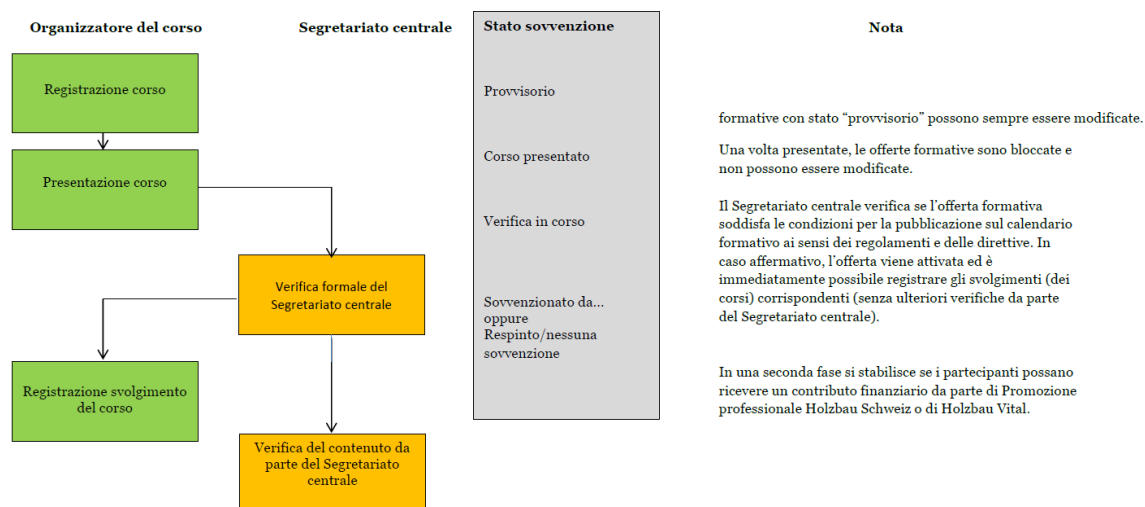 Organizzatore del corso
Segretariato centrale
Stato sovvenzione
Nota
Registrazione corso
Provvisorio
formative con stato “provvisorio” possono sempre essere modificate.
Presentazione corso
Corso presentato
Una volta presentate, le offerte formative sono bloccate e
non possono essere modificate.
Verifica in corso
Il Segretariato centrale verifica se l’offerta formativa
soddisfa le condizioni per la pubblicazione sul calendario
formativo ai sensi dei regolamenti e delle direttive. In
caso affermativo, l’offerta viene attivata ed è
immediatamente possibile registrare gli svolgimenti (dei
corsi) corrispondenti (senza ulteriori verifiche da parte
del Segretariato centrale).
Verifica formale del
Segretariato centrale
Sovvenzionato da...
oppure
Respinto/nessuna
sovvenzione
Registrazione svolgimento
del corso
In una seconda fase si stabilisce se i partecipanti possano
ricevere un contributo finanziario da parte di Promozione
professionale Holzbau Schweiz o di Holzbau Vital.
Verifica del contenuto da
parte del Segretariato
centrale